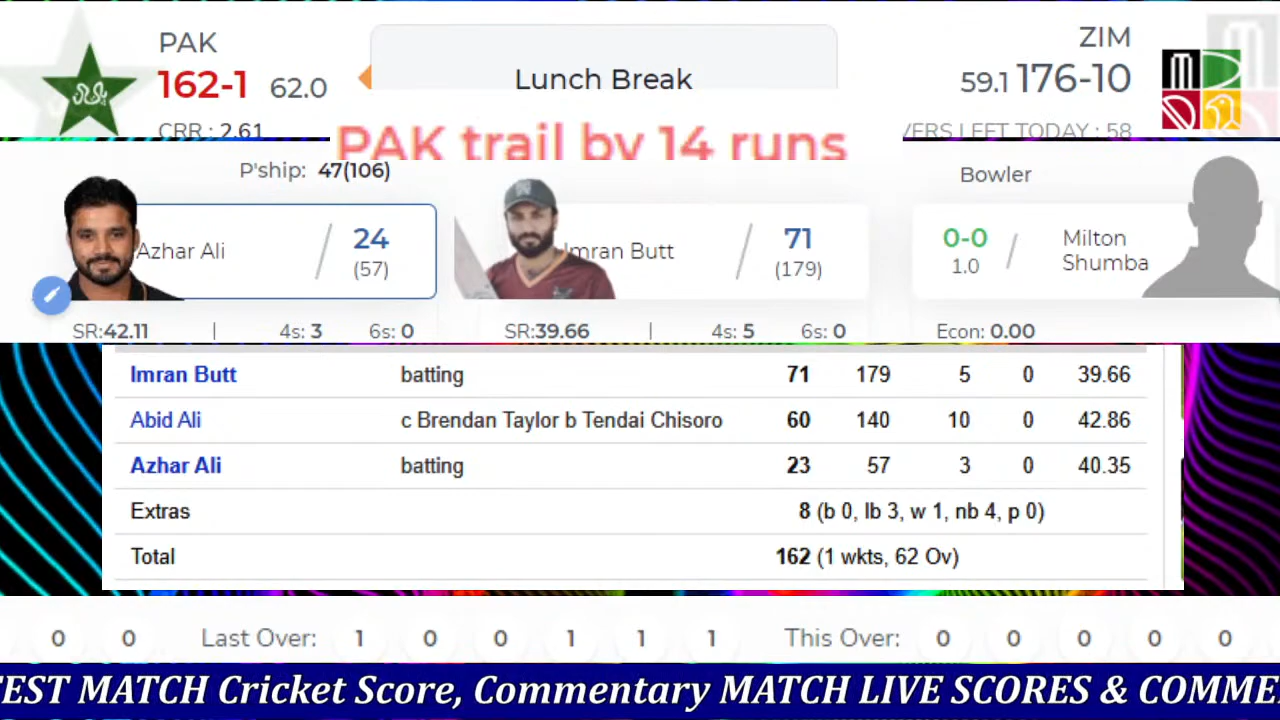 PAK
162-1 62.0
CRR : 2.61
Lunch Break
PAK trail by 14 runs
ZIM
59.1 176-10
VERS LEFT TODAY : 58
P'ship: 47(106)
Bowler
Azhar Ali 24 (57)
Imran Butt 71 (179)
0-0 1.0 Milton Shumba
SR:42.11 | 4s: 3 6s: 0
SR:39.66 | 4s: 5 6s: 0
Econ: 0.00
Imran Butt batting 71 179 5 0 39.66
Abid Ali c Brendan Taylor b Tendai Chisoro 60 140 10 0 42.86
Azhar Ali batting 23 57 3 0 40.35
Extras 8 (b 0, lb 3, w 1, nb 4, p 0)
Total 162 (1 wkts, 62 Ov)
0 0 Last Over: 1 0 0 1 1 1 This Over: 0 0 0 0 0
TEST MATCH Cricket Score, Commentary MATCH LIVE SCORES & COMME